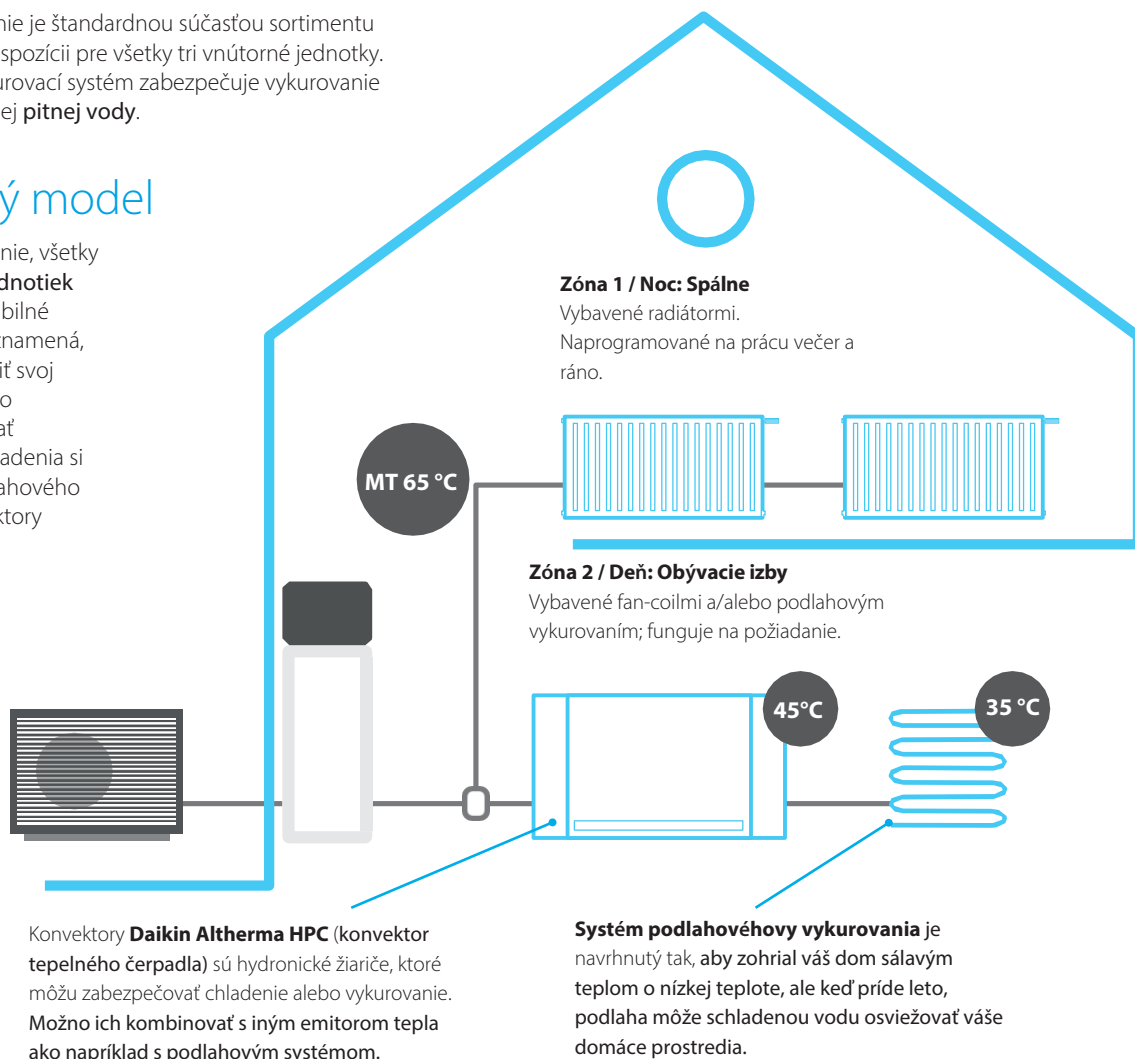 nie je štandardnou súčasťou sortimentu
spozícii pre všetky tri vnútorné jednotky.
urovací systém zabezpečuje vykurovanie
ej pitnej vody.
ý model
nie, všetky
dnotiek
bilné
znamená,
iť svoj
o
ať
adenia si
lahového
ktory
Zóna 1 / Noc: Spálne
Vybavené radiátormi.
Naprogramované na prácu večer a
ráno.
MT 65 °C
Zóna 2 / Deň: Obývacie izby
Vybavené fan-coilmi a/alebo podlahovým
vykurovaním; funguje na požiadanie.
45°C
35 °C
Konvektory Daikin Altherma HPC (konvektor
tepelného čerpadla) sú hydronické žiariče, ktoré
môžu zabezpečovať chladenie alebo vykurovanie.
Možno ich kombinovať s iným emitorom tepla
ako napríklad s podlahovým systémom.
Systém podlahovéhovy vykurovania je
navrhnutý tak, aby zohrial váš dom sálavým
teplom o nízkej teplote, ale keď príde leto,
podlaha môže schladenou vodu osviežovať váše
domáce prostredia.